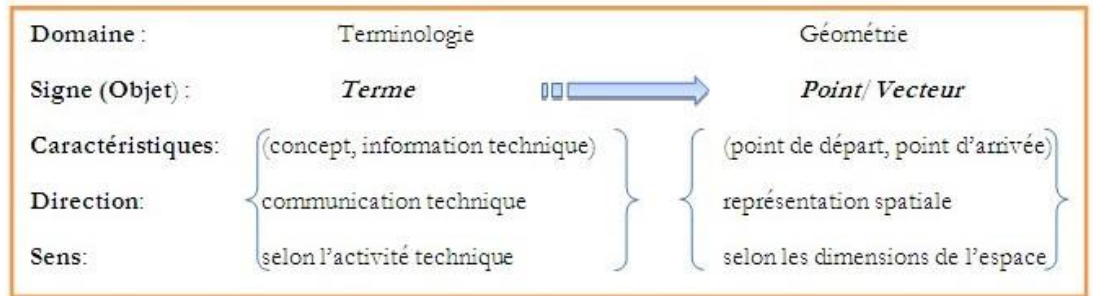 Domaine : Terminologie Géométrie
Signe (Objet) : Terme Point/ Vecteur
Caractéristiques: (concept, information technique) (point de départ, point d’arrivée)
Direction: communication technique représentation spatiale
Sens: selon l’activité technique selon les dimensions de l’espace